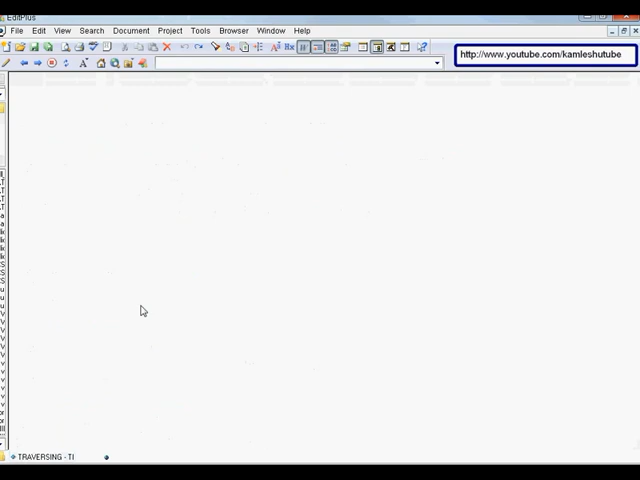 EditPlus
File Edit View Search Document Project Tools Browser Window Help
http://www.youtube.com/kamleshutube
TRAVERSING - TI